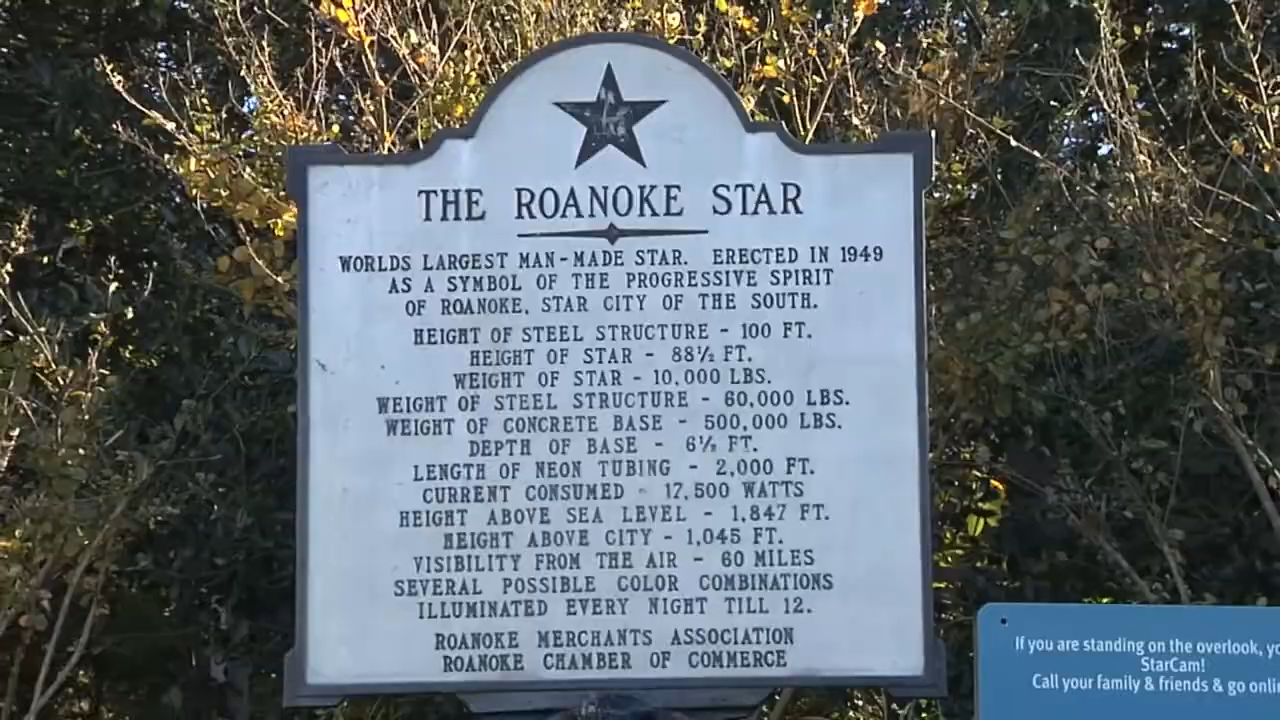 THE ROANOKE STAR
WORLDS LARGEST MAN-MADE STAR. ERECTED IN 1949
AS A SYMBOL OF THE PROGRESSIVE SPIRIT
OF ROANOKE, STAR CITY OF THE SOUTH.
HEIGHT OF STEEL STRUCTURE - 100 FT.
HEIGHT OF STAR - 88½ FT.
WEIGHT OF STAR - 10,000 LBS.
WEIGHT OF STEEL STRUCTURE - 60,000 LBS.
WEIGHT OF CONCRETE BASE - 500,000 LBS.
DEPTH OF BASE - 6½ FT.
LENGTH OF NEON TUBING - 2,000 FT.
CURRENT CONSUMED - 17,500 WATTS
HEIGHT ABOVE SEA LEVEL - 1,847 FT.
HEIGHT ABOVE CITY - 1,045 FT.
VISIBILITY FROM THE AIR - 60 MILES
SEVERAL POSSIBLE COLOR COMBINATIONS
ILLUMINATED EVERY NIGHT TILL 12.
ROANOKE MERCHANTS ASSOCIATION
ROANOKE CHAMBER OF COMMERCE
If you are standing on the overlook,
StarCam!
Call your family & friends & go